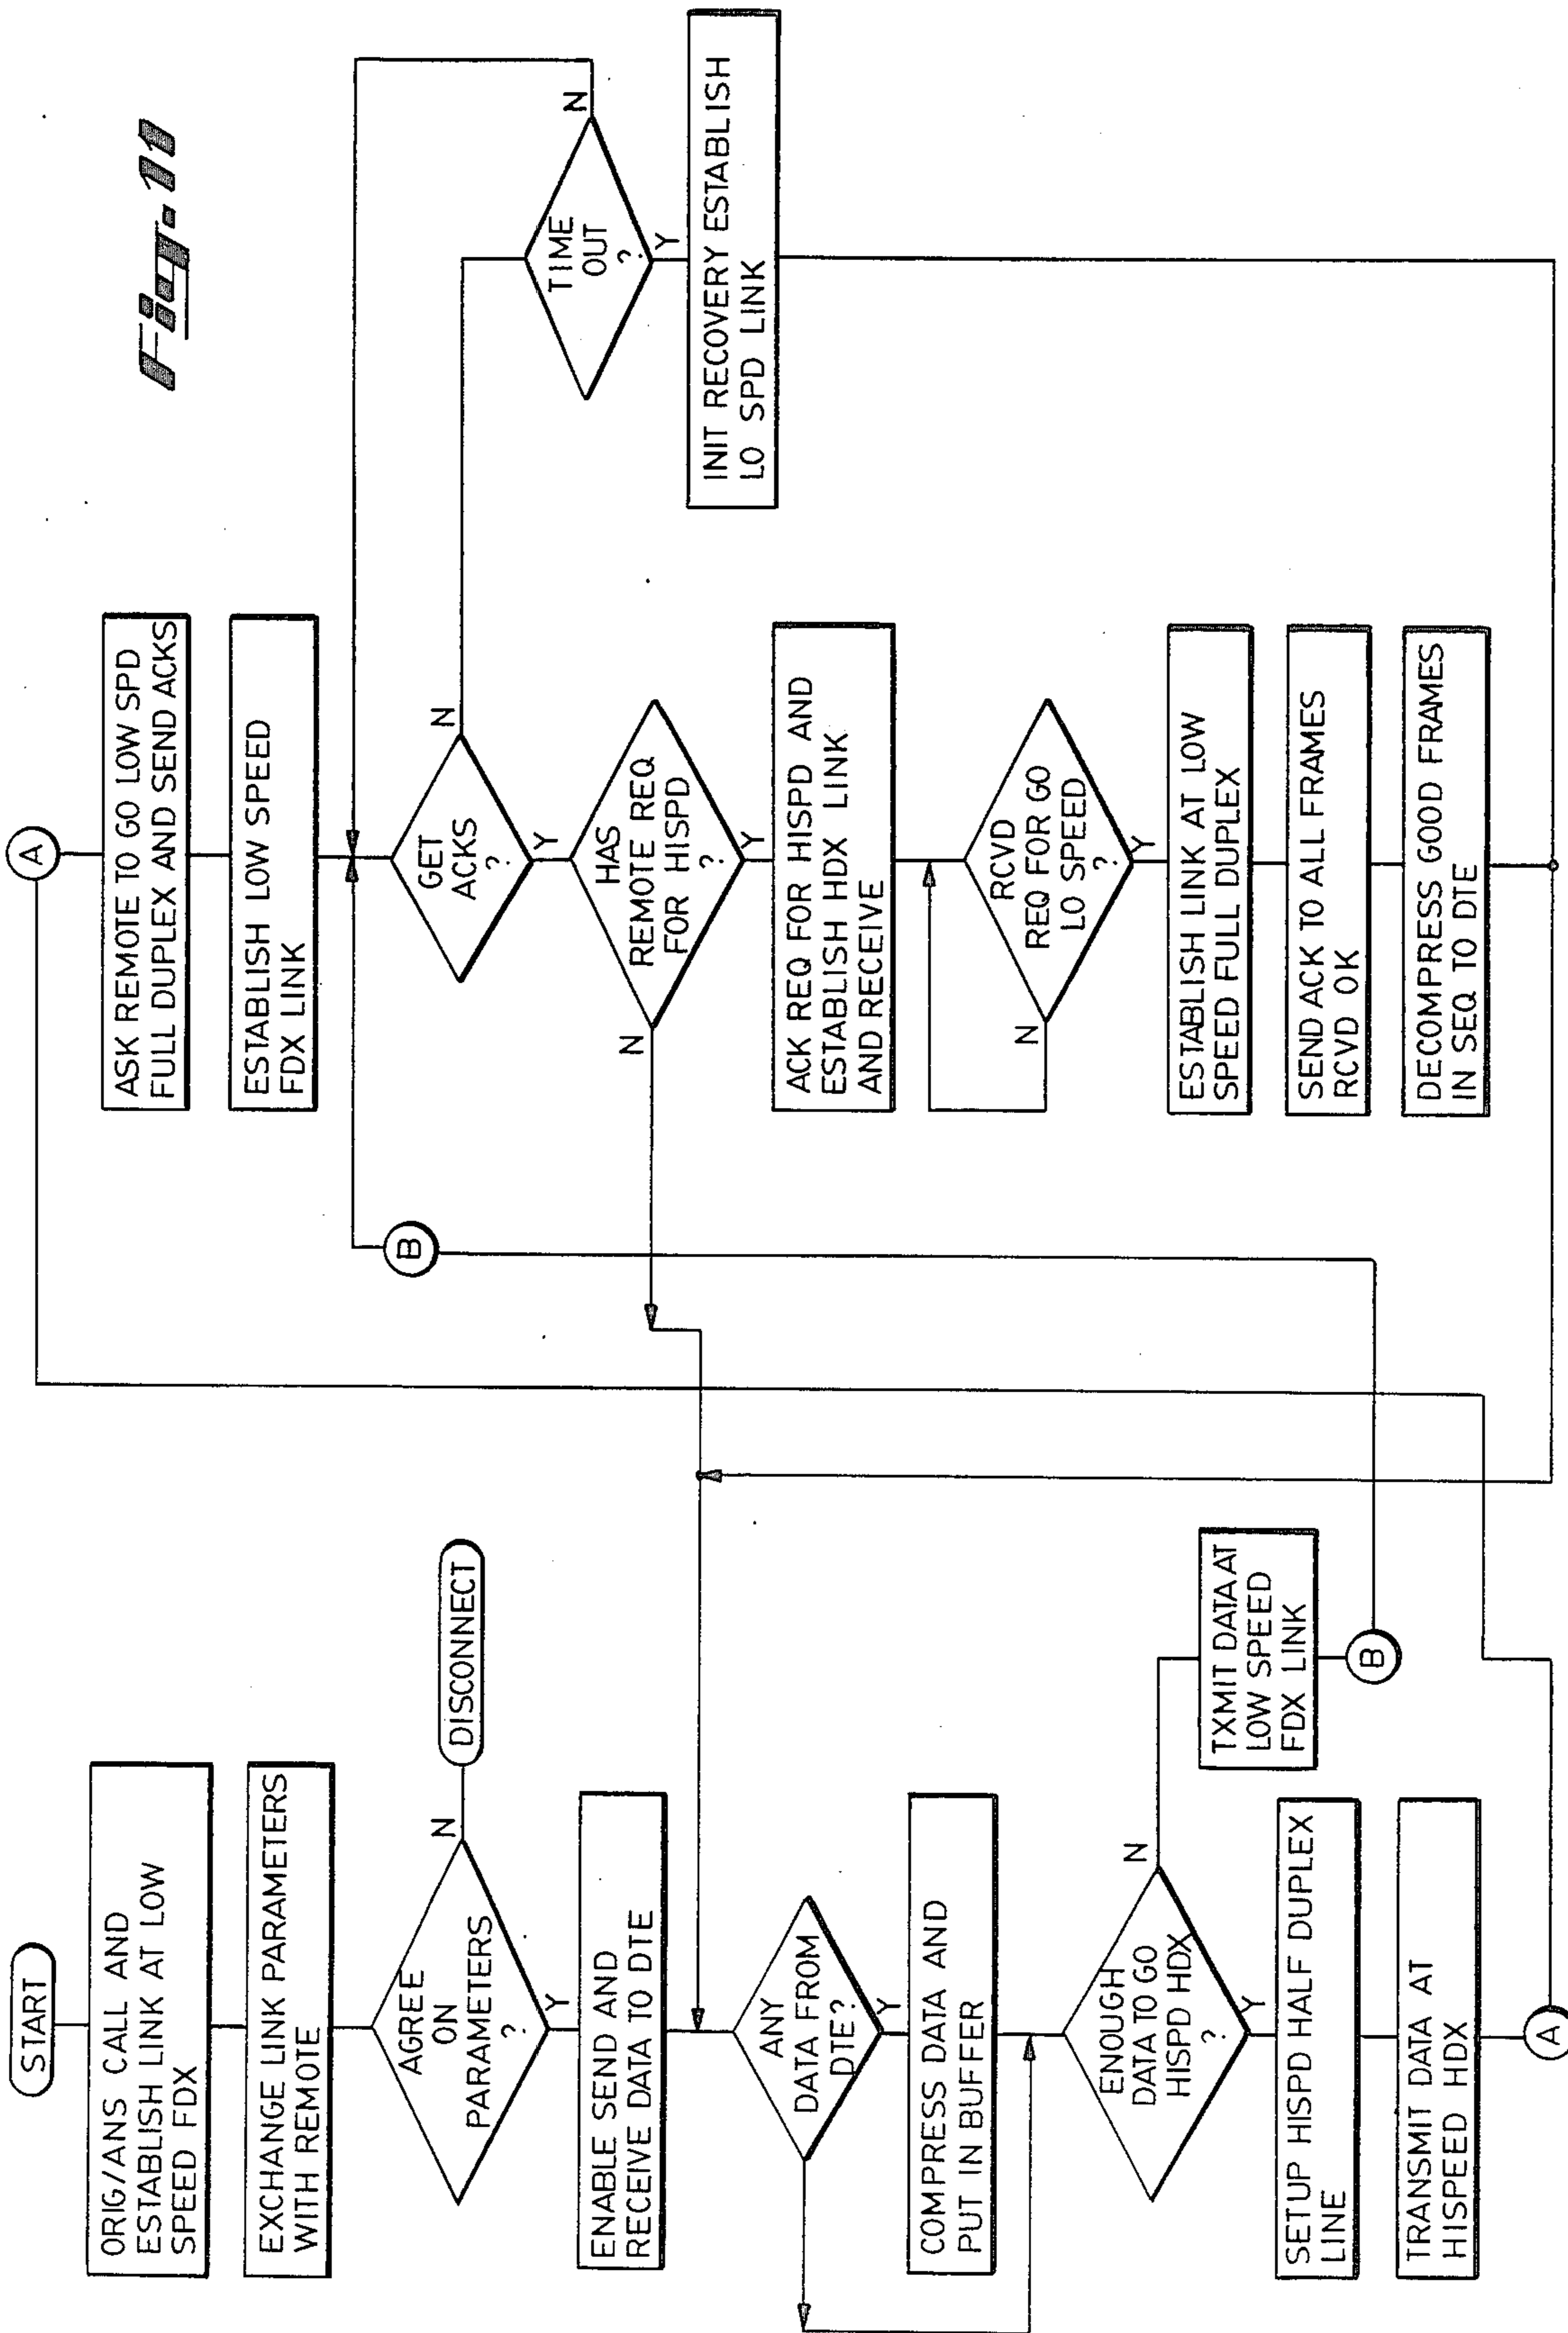 Fig-11
START
ORIG/ANS CALL AND
ESTABLISH LINK AT LOW
SPEED FDX
EXCHANGE LINK PARAMETERS
WITH REMOTE
AGREE
ON
PARAMETERS
?
N
DISCONNECT
Y
ENABLE SEND AND
RECEIVE DATA TO DTE
ANY
DATA FROM
DTE?
Y
COMPRESS DATA AND
PUT IN BUFFER
ENOUGH
DATA TO GO
HISPD HDX
?
N
TXMIT DATA AT
LOW SPEED
FDX LINK
B
Y
SETUP HISPD HALF DUPLEX
LINE
TRANSMIT DATA AT
HISPEED HDX
A
A
ASK REMOTE TO GO LOW SPD
FULL DUPLEX AND SEND ACKS
ESTABLISH LOW SPEED
FDX LINK
B
GET
ACKS
?
N
Y
HAS
REMOTE REQ
FOR HISPD
?
N
Y
ACK REQ FOR HISPD AND
ESTABLISH HDX LINK
AND RECEIVE
RCVD
REQ FOR GO
LO SPEED
?
N
Y
ESTABLISH LINK AT LOW
SPEED FULL DUPLEX
SEND ACK TO ALL FRAMES
RCVD OK
DECOMPRESS GOOD FRAMES
IN SEQ TO DTE
TIME
OUT
?
N
Y
INIT RECOVERY ESTABLISH
LO SPD LINK